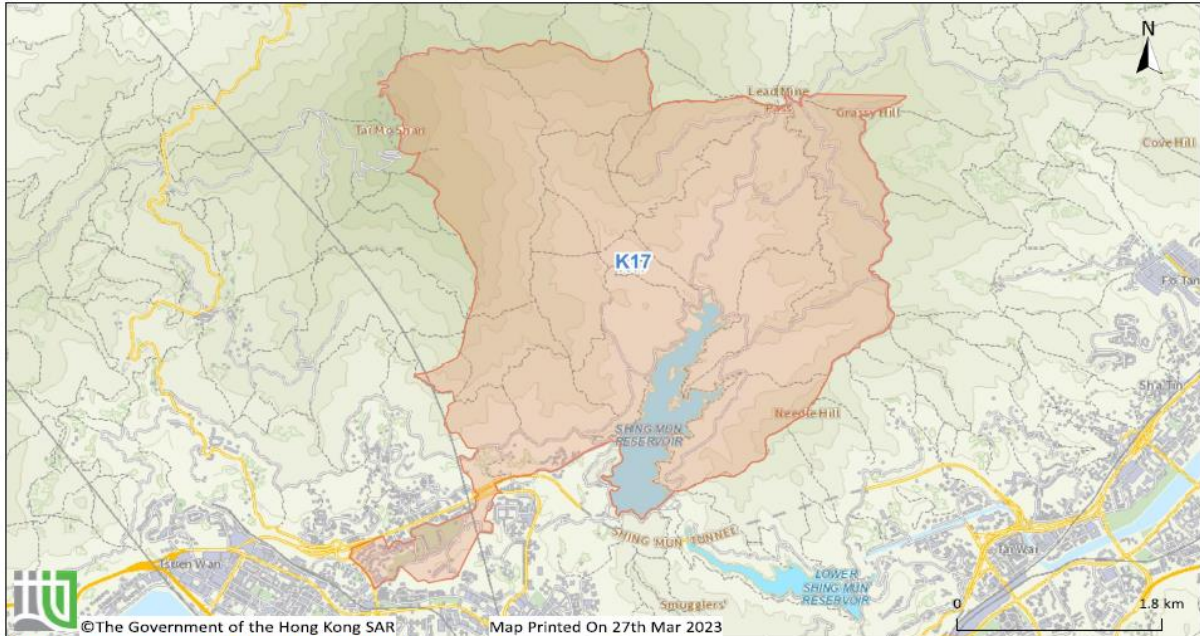 N
Lead Mine
Pass
Grassy Hill
Tai Mo Shan
Cove Hill
K17
Fo Tan
Sha Tin
Needle Hill
SHING MUN
RESERVOIR
SHING MUN TUNNEL
Tai Wai
Tsuen Wan
LOWER
SHING MUN
RESERVOIR
Smugglers'
0
1.8 km
©The Government of the Hong Kong SAR
Map Printed On 27th Mar 2023